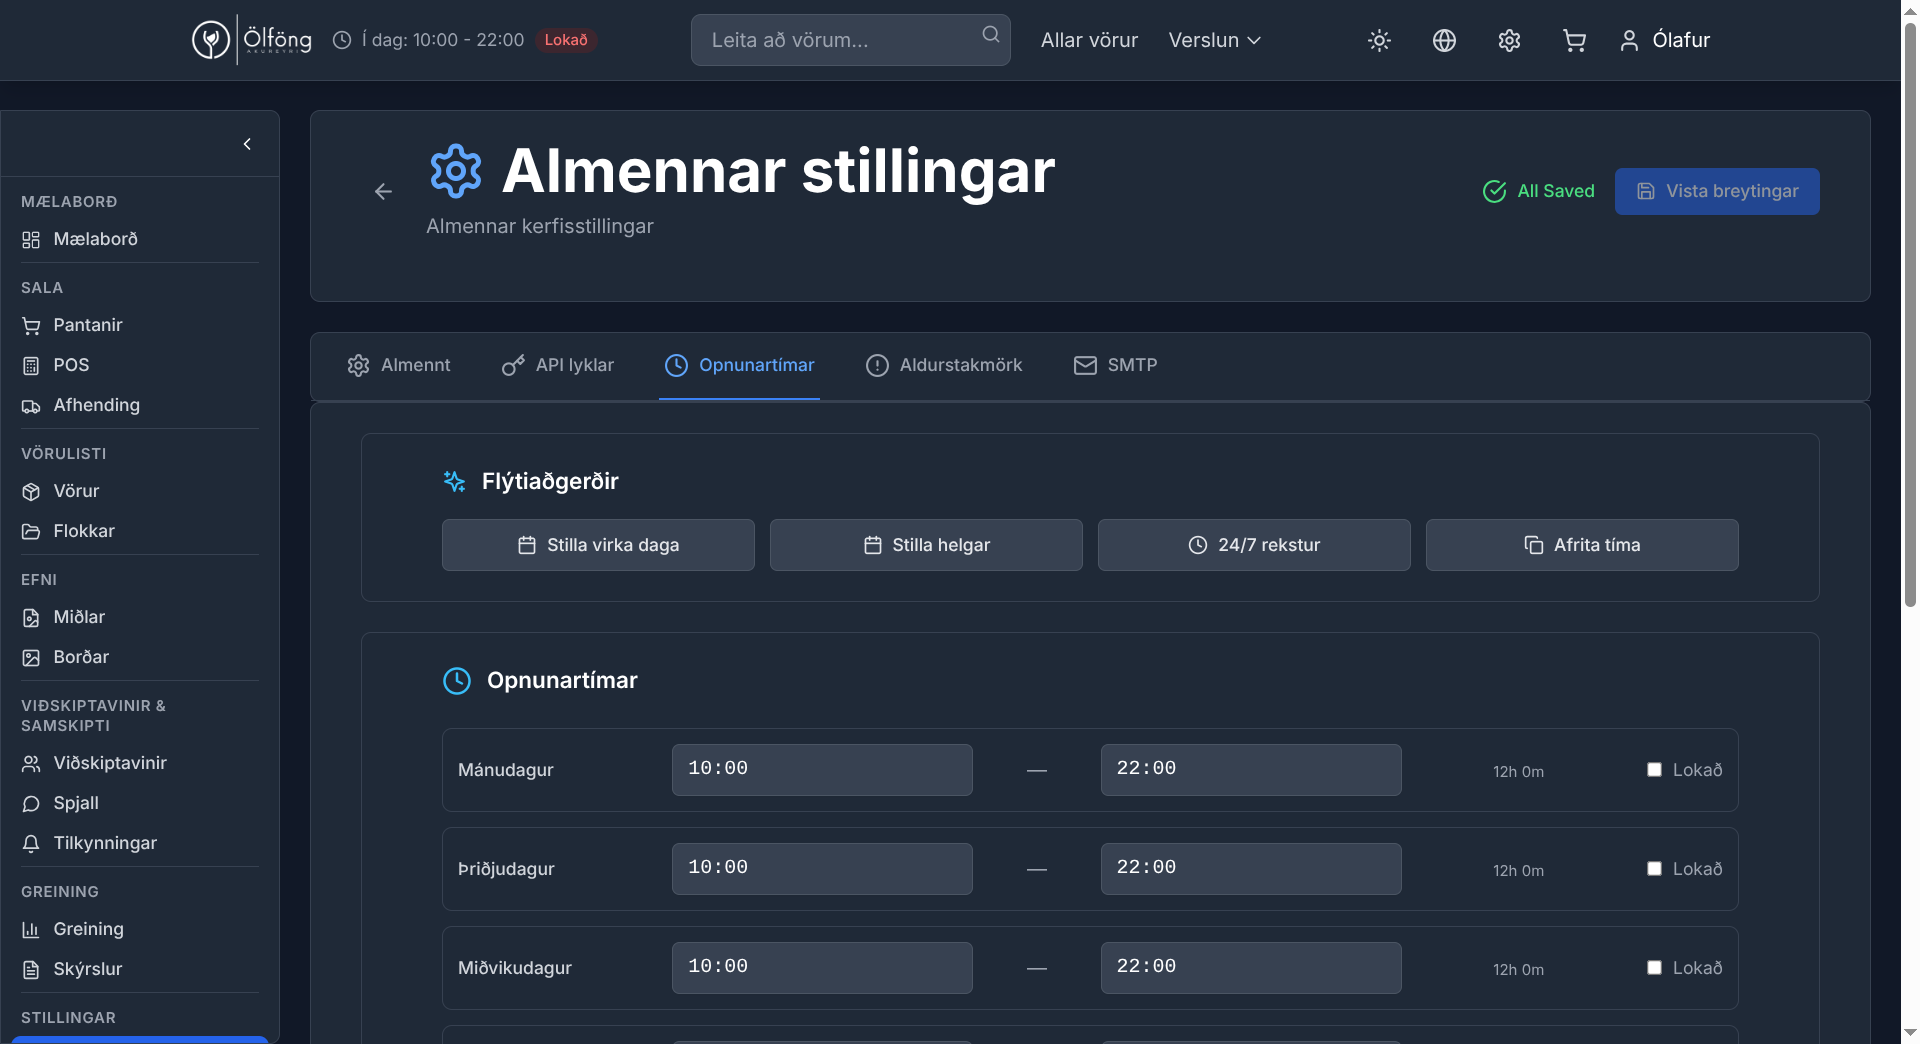 Ölföng
AKUREYRI
Í dag: 10:00 - 22:00 Lokað
Leita að vörum...
Allar vörur
Verslun
Ólafur
MÆLABORÐ
Mælaborð
SALA
Pantanir
POS
Afhending
VÖRULISTI
Vörur
Flokkar
EFNI
Miðlar
Borðar
VIÐSKIPTAVINIR &
SAMSKIPTI
Viðskiptavinir
Spjall
Tilkynningar
GREINING
Greining
Skýrslur
STILLINGAR
Almennar stillingar
Almennar kerfisstillingar
All Saved
Vista breytingar
Almennt
API lyklar
Opnunartímar
Aldurstakmörk
SMTP
Flýtiaðgerðir
Stilla virka daga
Stilla helgar
24/7 rekstur
Afrita tíma
Opnunartímar
Mánudagur 10:00 — 22:00 12h 0m Lokað
Þriðjudagur 10:00 — 22:00 12h 0m Lokað
Miðvikudagur 10:00 — 22:00 12h 0m Lokað